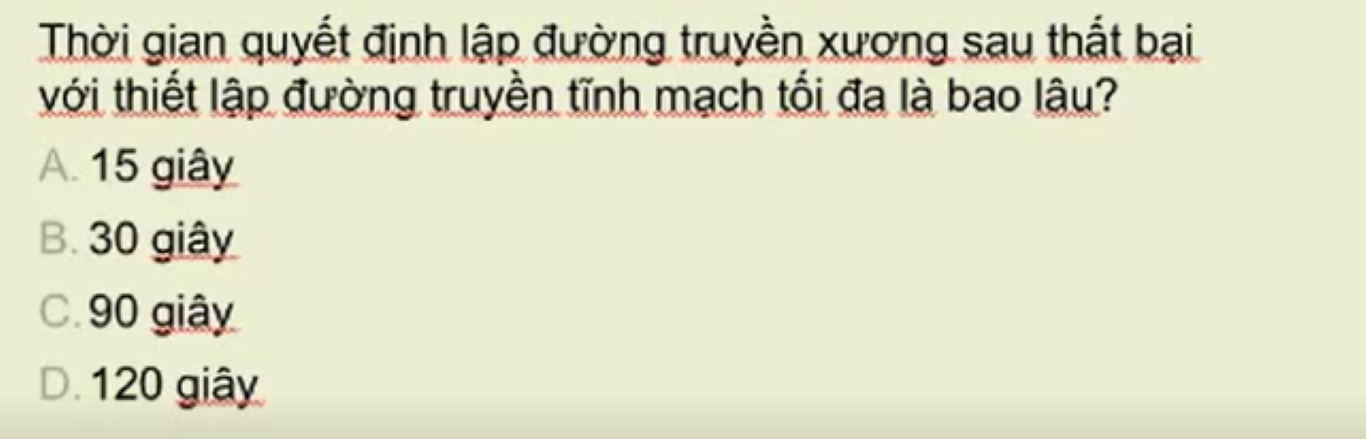 Thời gian quyết định lập đường truyền xương sau thất bại
với thiết lập đường truyền tĩnh mạch tối đa là bao lâu?
A. 15 giây
B. 30 giây
C. 90 giây
D. 120 giây